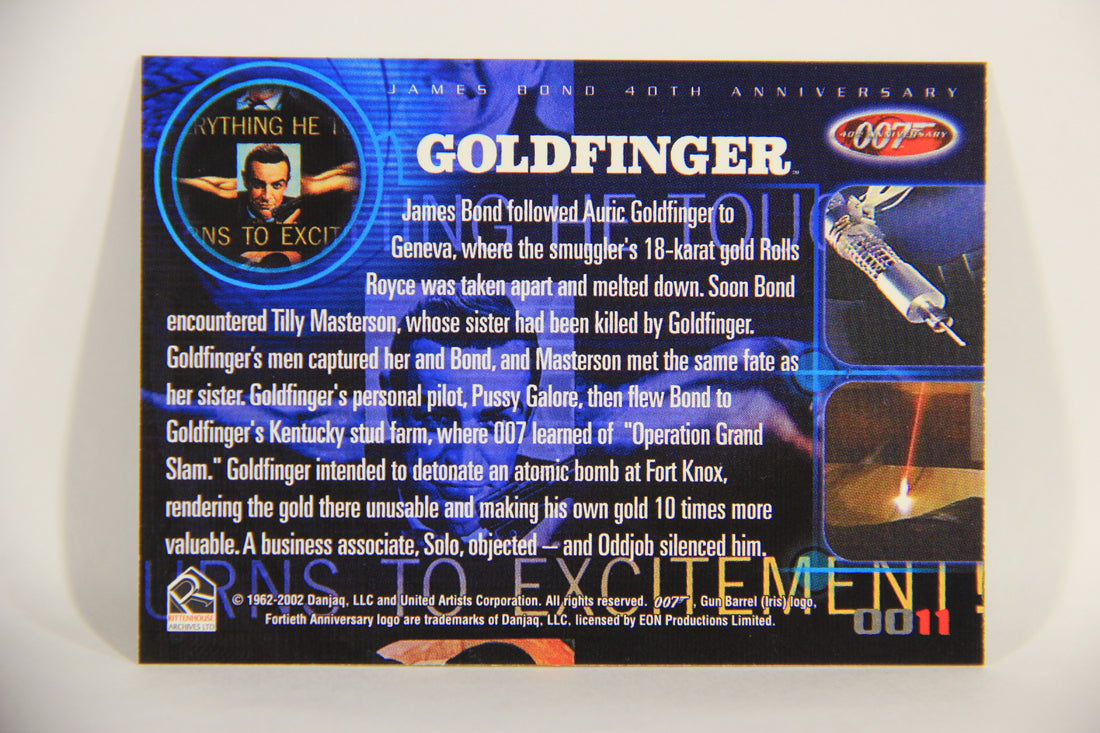 JAMES BOND 40TH ANNIVERSARY
RYTHING HE TO
NS TO EXCIT
GOLDFINGER™
40TH ANNIVERSARY
007
ING HE TOUC
James Bond followed Auric Goldfinger to
Geneva, where the smuggler's 18-karat gold Rolls
Royce was taken apart and melted down. Soon Bond
encountered Tilly Masterson, whose sister had been killed by Goldfinger.
Goldfinger's men captured her and Bond, and Masterson met the same fate as
her sister. Goldfinger's personal pilot, Pussy Galore, then flew Bond to
Goldfinger's Kentucky stud farm, where 007 learned of "Operation Grand
Slam." Goldfinger intended to detonate an atomic bomb at Fort Knox,
rendering the gold there unusable and making his own gold 10 times more
valuable. A business associate, Solo, objected — and Oddjob silenced him.
URNS TO EXCITEMENT!
RITTENHOUSE
ARCHIVES LTD
© 1962-2002 Danjaq, LLC and United Artists Corporation. All rights reserved. 007, Gun Barrel (Iris) logo,
Fortieth Anniversary logo are trademarks of Danjaq, LLC, licensed by EON Productions Limited.
0011